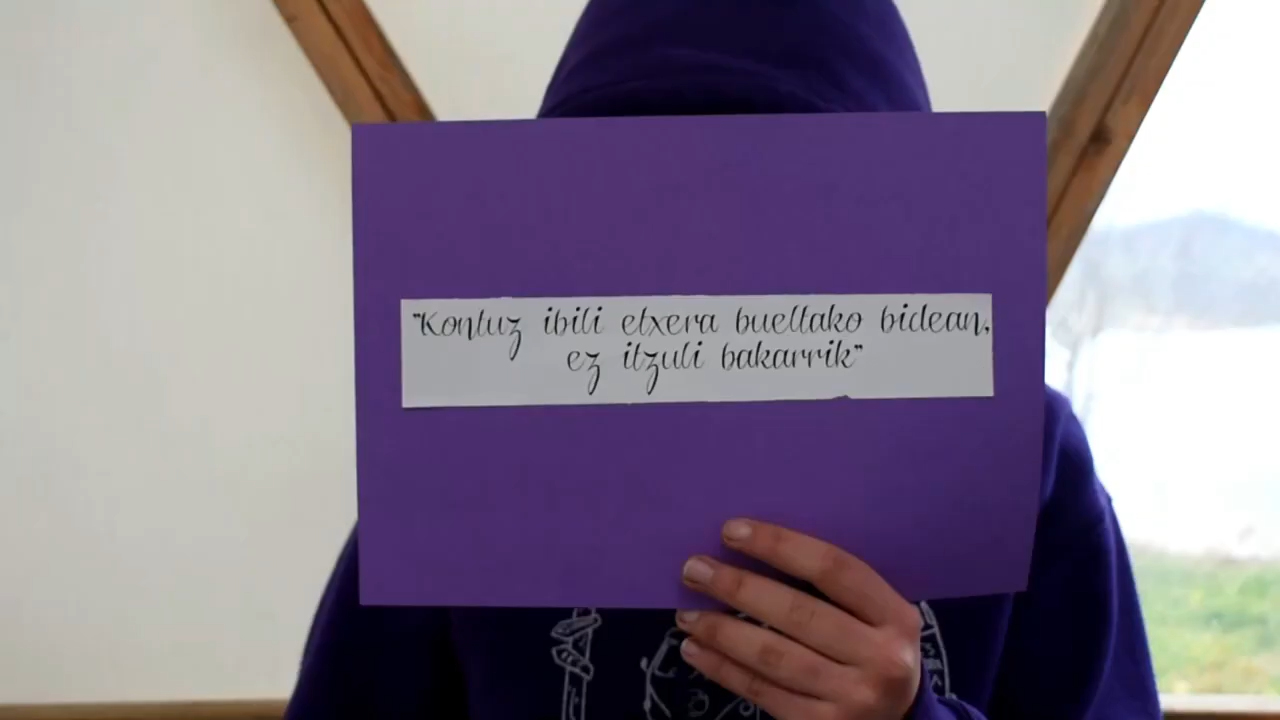 "Kontuz ibili etxera bueltako bidean,
ez itzuli bakarrik"